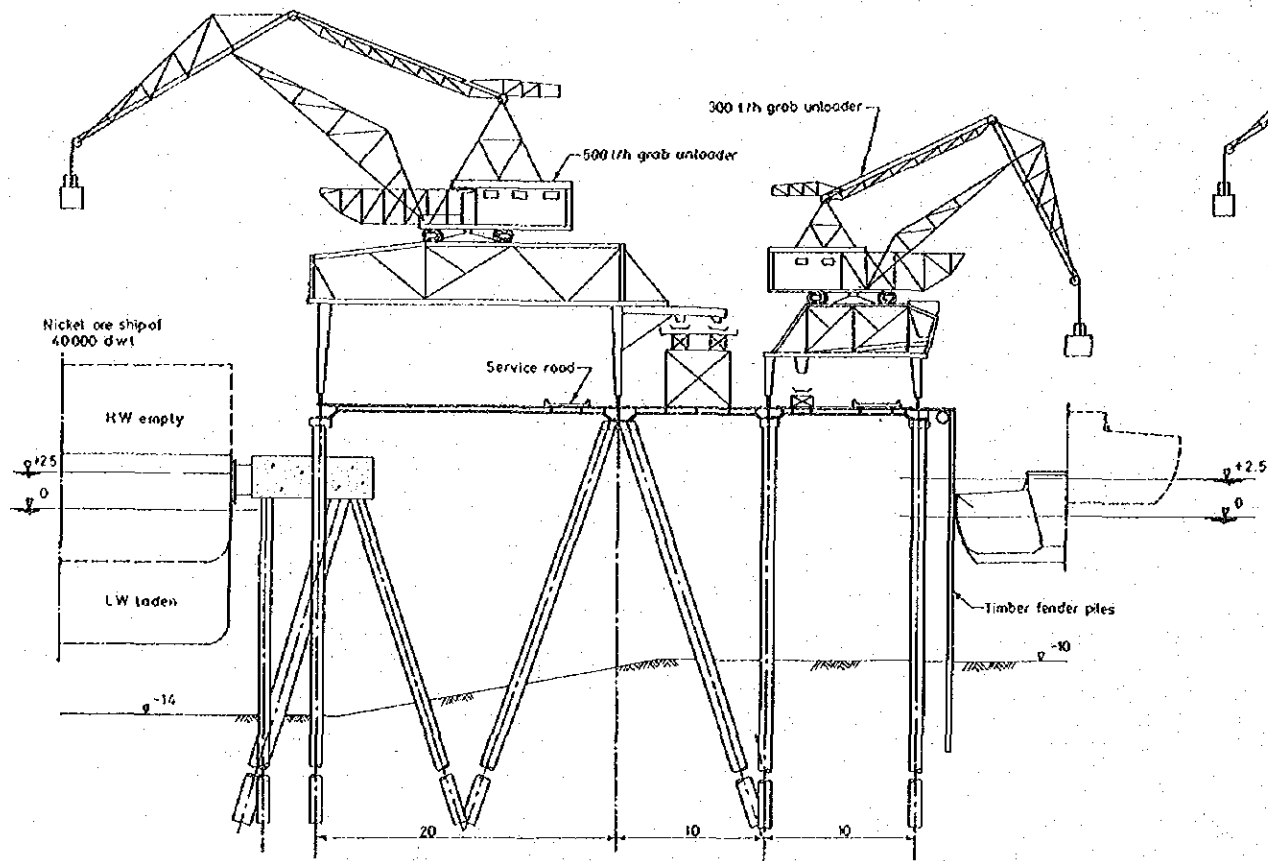 500 t/h grab unloader
300 t/h grab unloader
Nickel ore ship of
40000 dwt
Service road
HW empty
+2.5
0
LW laden
-14
+2.5
0
Timber fender piles
-10
20
10
10